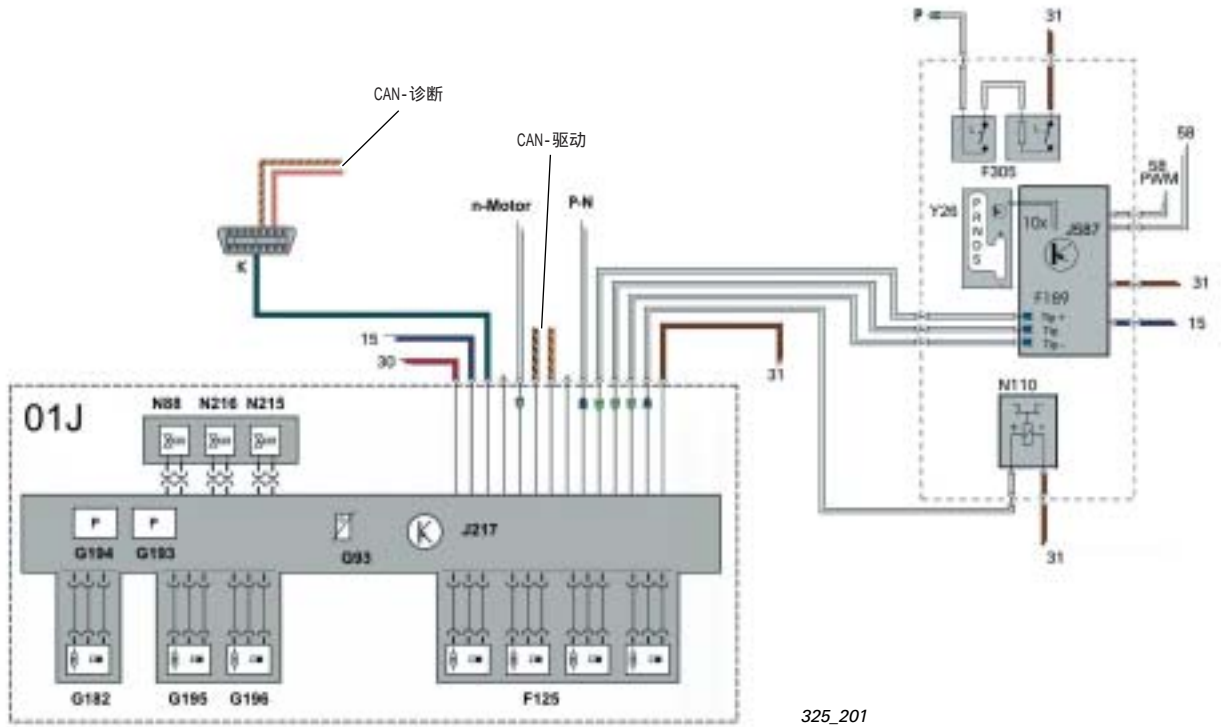 P
31
CAN-诊断
CAN-驱动
58
58
PWM
F305
n-Motor
P-N
Y26
P
R
N
D
S
10x
J587
K
F189
31
Tip +
Tip
Tip -
15
15
30
31
N110
01J
N88 N216 N215
P
P
G194
G193
G93
J217
31
G182
G195
G196
F125
325_201